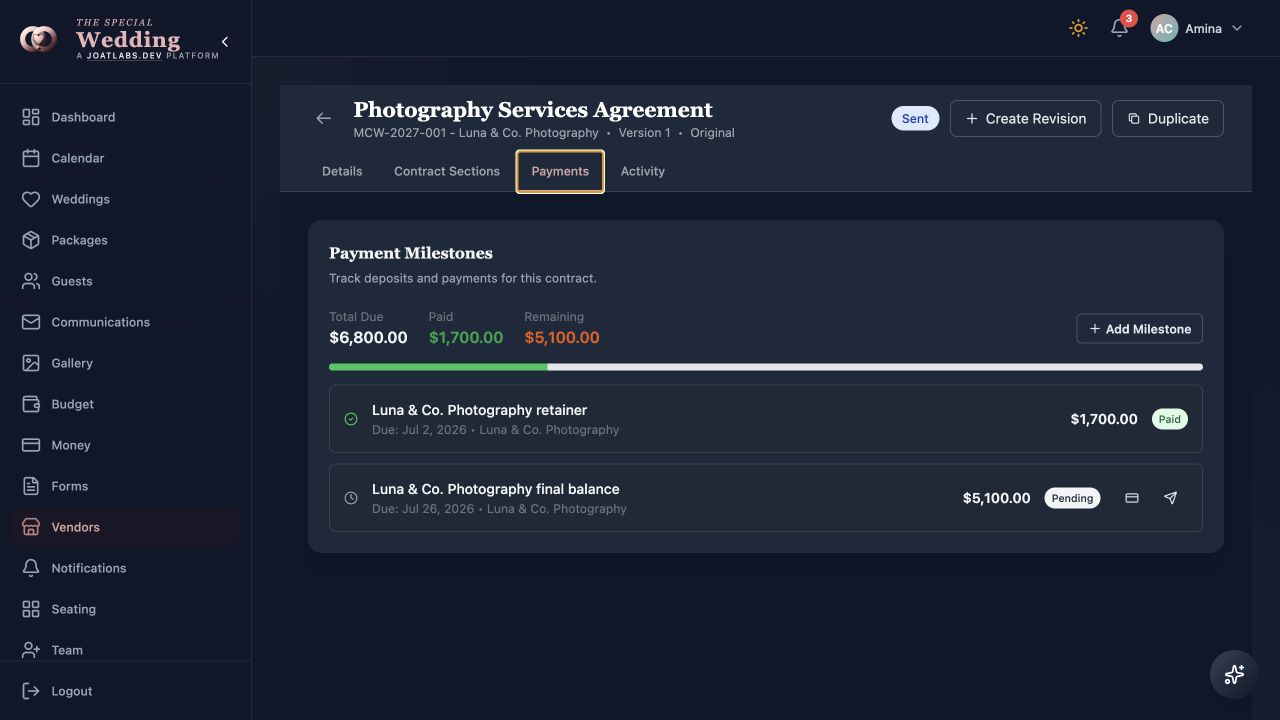 THE SPECIAL
Wedding
A JOATLABS.DEV PLATFORM
3
AC
Amina
Dashboard
Calendar
Weddings
Packages
Guests
Communications
Gallery
Budget
Money
Forms
Vendors
Notifications
Seating
Team
Logout
Photography Services Agreement
MCW-2027-001 - Luna & Co. Photography • Version 1 • Original
Sent
Create Revision
Duplicate
Details
Contract Sections
Payments
Activity
Payment Milestones
Track deposits and payments for this contract.
Total Due
$6,800.00
Paid
$1,700.00
Remaining
$5,100.00
Add Milestone
Luna & Co. Photography retainer
Due: Jul 2, 2026 • Luna & Co. Photography
$1,700.00
Paid
Luna & Co. Photography final balance
Due: Jul 26, 2026 • Luna & Co. Photography
$5,100.00
Pending